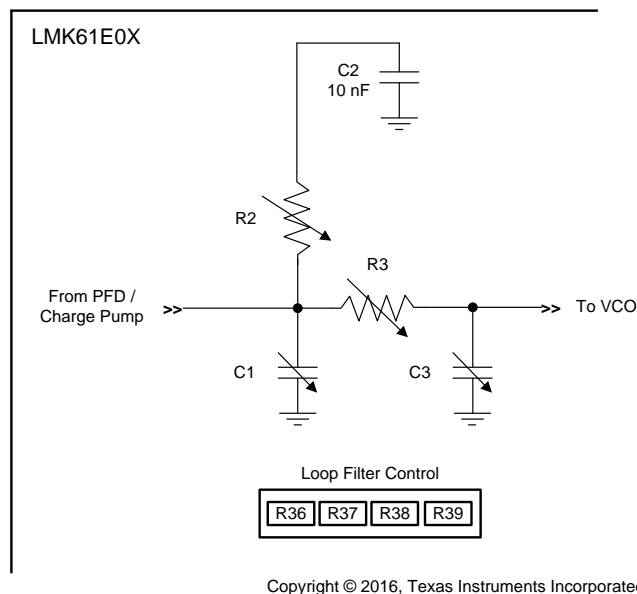 LMK61E0X
C2
10 nF
R2
R3
From PFD /
Charge Pump
>>
>>
To VCO
C1
C3
Loop Filter Control
R36 R37 R38 R39
Copyright © 2016, Texas Instruments Incorporated